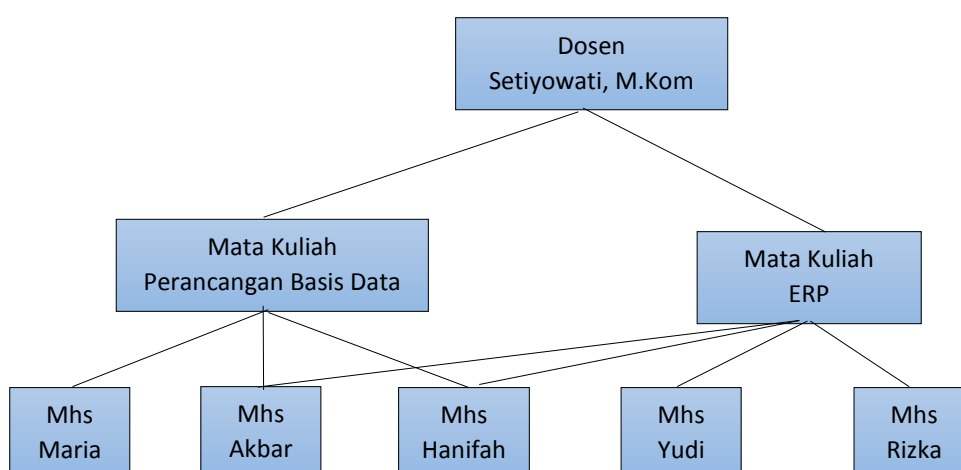 Dosen
Setiyowati, M.Kom
Mata Kuliah
Perancangan Basis Data
Mata Kuliah
ERP
Mhs
Maria
Mhs
Akbar
Mhs
Hanifah
Mhs
Yudi
Mhs
Rizka